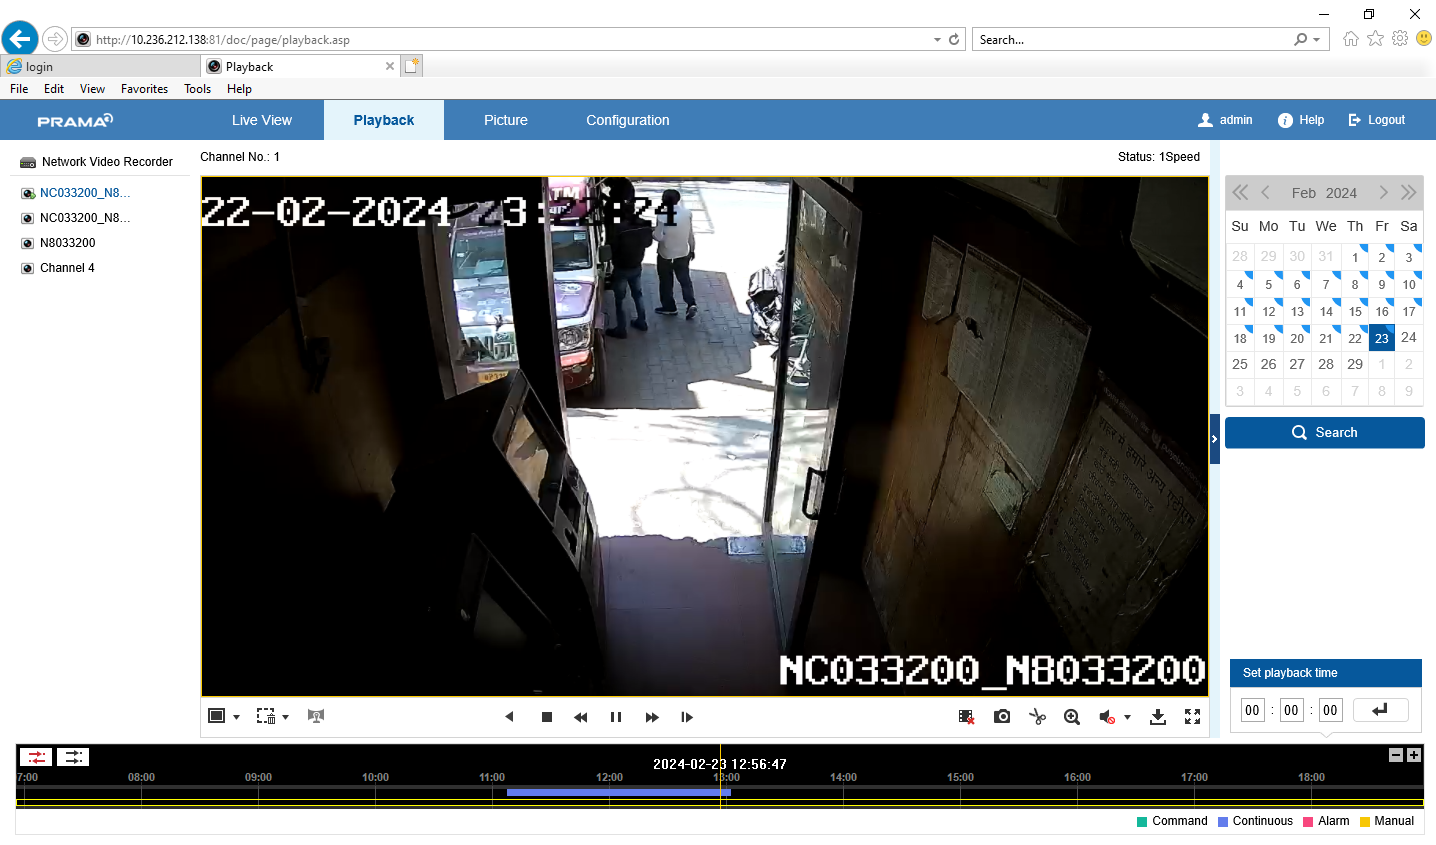 http://10.236.212.138:81/doc/page/playback.asp
Search...
login
Playback
File Edit View Favorites Tools Help
PRAMA
Live View
Playback
Picture
Configuration
admin
Help
Logout
Network Video Recorder
NC033200_N8...
NC033200_N8...
N8033200
Channel 4
Channel No.: 1
Status: 1Speed
22-02-2024
TM
NC033200_N8033200
Feb 2024
Su Mo Tu We Th Fr Sa
28 29 30 31 1 2 3
4 5 6 7 8 9 10
11 12 13 14 15 16 17
18 19 20 21 22 23 24
25 26 27 28 29 1 2
3 4 5 6 7 8 9
Search
Set playback time
00 : 00 : 00
2024-02-23 12:56:47
7:00 08:00 09:00 10:00 11:00 12:00 13:00 14:00 15:00 16:00 17:00 18:00
Command Continuous Alarm Manual